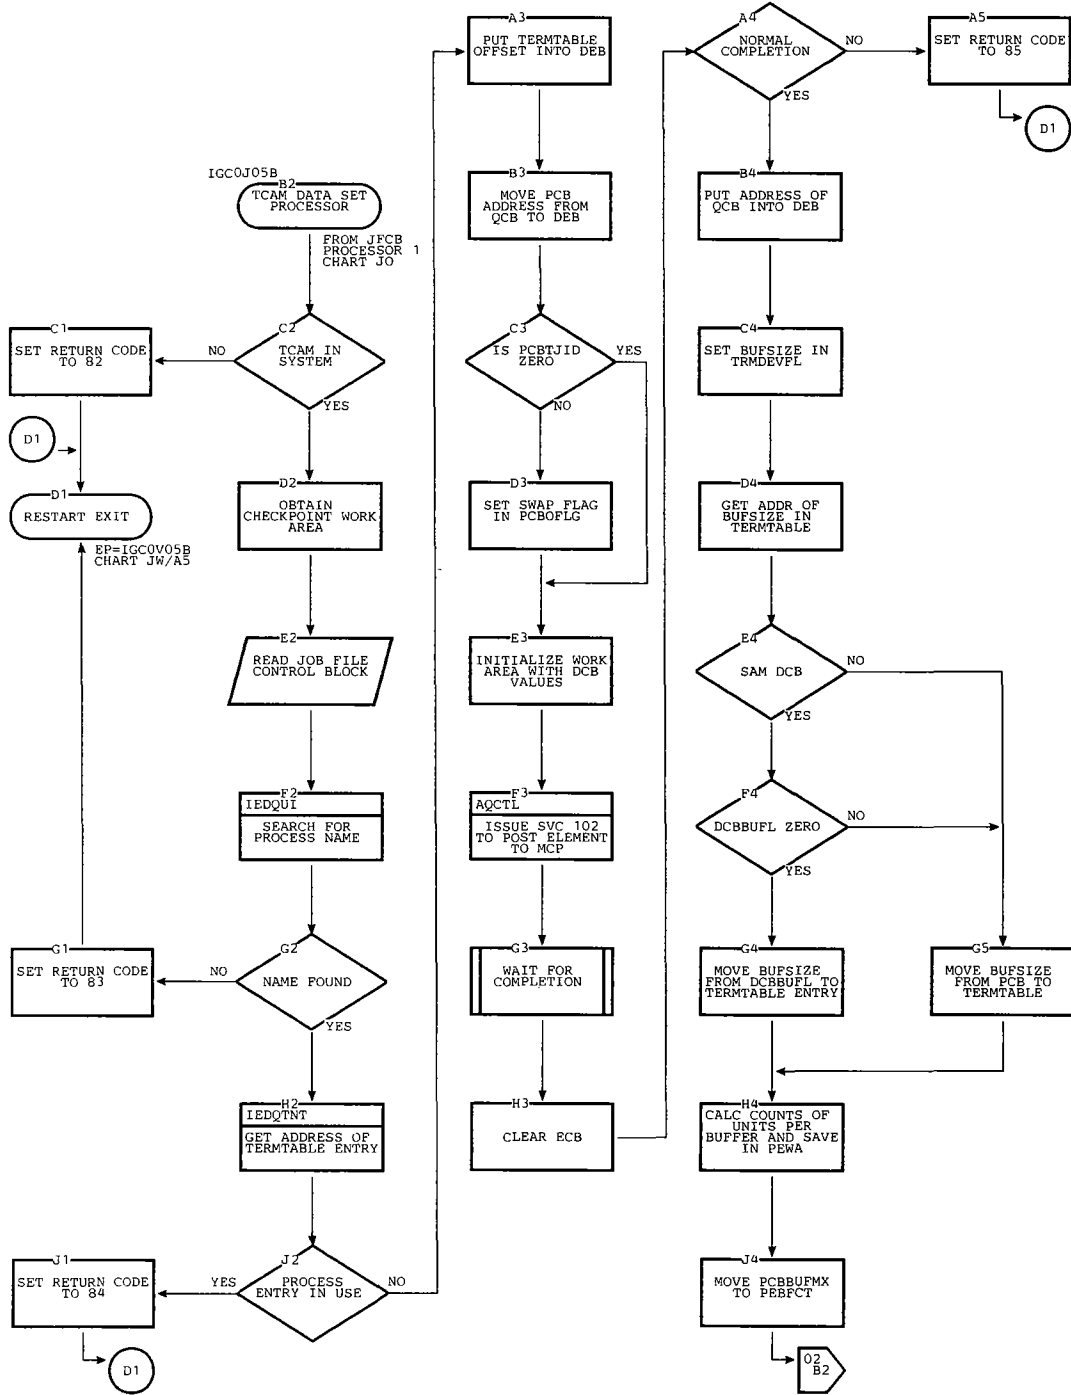 A3
PUT TERMTABLE
OFFSET INTO DEB
A4
NORMAL
COMPLETION
NO
YES
A5
SET RETURN CODE
TO 85
D1
IGC0J05B
B2
TCAM DATA SET
PROCESSOR
FROM JFCB
PROCESSOR 1
CHART JO
B3
MOVE PCB
ADDRESS FROM
QCB TO DEB
B4
PUT ADDRESS OF
QCB INTO DEB
C1
SET RETURN CODE
TO 82
NO
C2
TCAM IN
SYSTEM
YES
C3
IS PCBTJID
ZERO
YES
NO
C4
SET BUFSIZE IN
TRMDEVFL
D1
D1
RESTART EXIT
EP=IGC0V05B
CHART JW/A5
D2
OBTAIN
CHECKPOINT WORK
AREA
D3
SET SWAP FLAG
IN PCBOFLG
D4
GET ADDR OF
BUFSIZE IN
TERMTABLE
E2
READ JOB FILE
CONTROL BLOCK
E3
INITIALIZE WORK
AREA WITH DCB
VALUES
E4
SAM DCB
NO
YES
F2
IEDQUI
SEARCH FOR
PROCESS NAME
F3
AQCTL
ISSUE SVC 102
TO POST ELEMENT
TO MCP
F4
DCBBUFL ZERO
NO
YES
G1
SET RETURN CODE
TO 83
NO
G2
NAME FOUND
YES
G3
WAIT FOR
COMPLETION
G4
MOVE BUFSIZE
FROM DCBBUFL TO
TERMTABLE ENTRY
G5
MOVE BUFSIZE
FROM PCB TO
TERMTABLE
H2
IEDQTNT
GET ADDRESS OF
TERMTABLE ENTRY
H3
CLEAR ECB
H4
CALC COUNTS OF
UNITS PER
BUFFER AND SAVE
IN PEWA
J1
SET RETURN CODE
TO 84
YES
J2
PROCESS
ENTRY IN USE
NO
J4
MOVE PCBBUFMX
TO PEBFCT
D1
02
B2